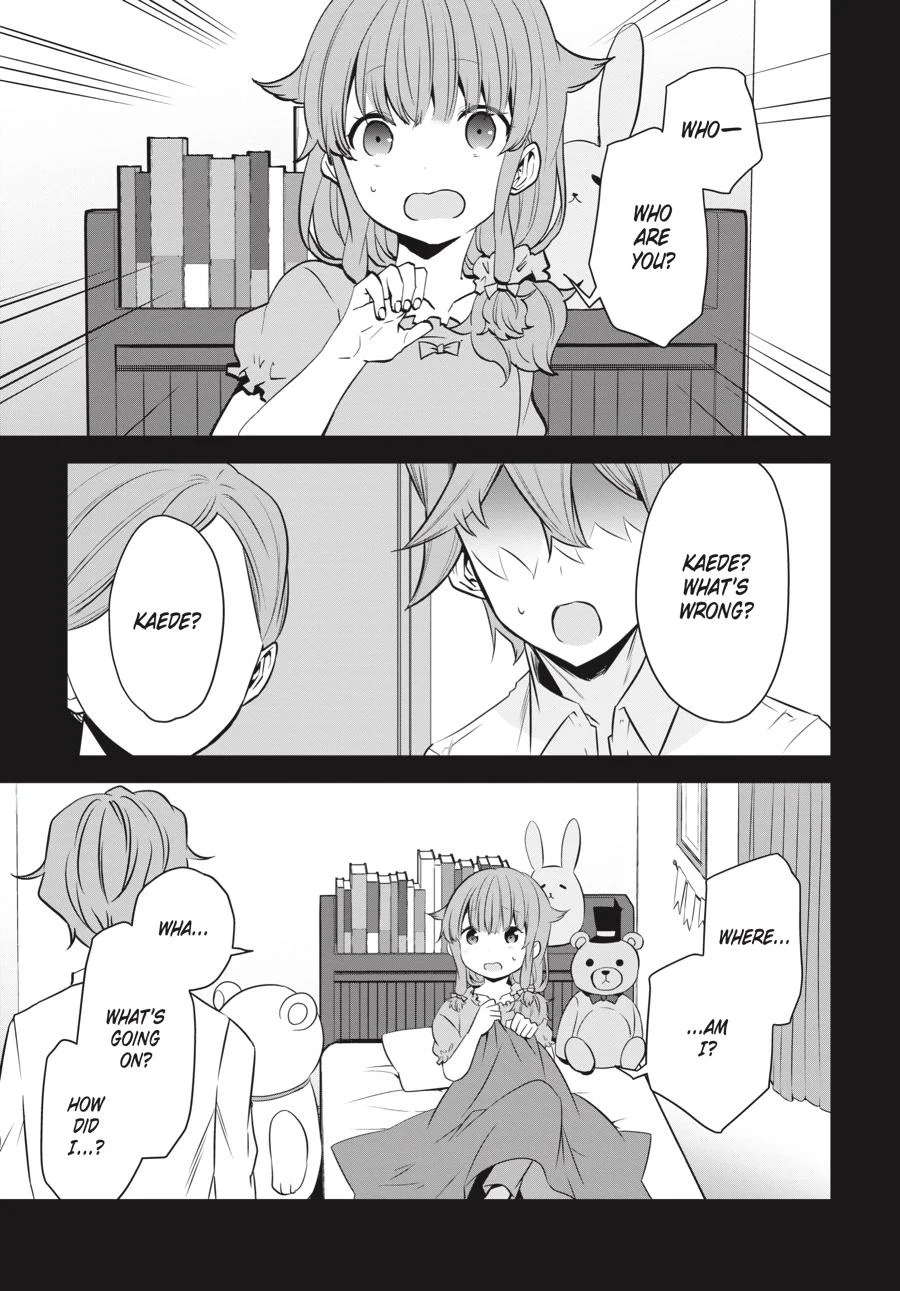 WHO—
WHO
ARE
YOU?
KAEDE?
WHAT'S
WRONG?
KAEDE?
WHERE...
...AM
I?
WHA...
WHAT'S
GOING
ON?
HOW
DID
I...?